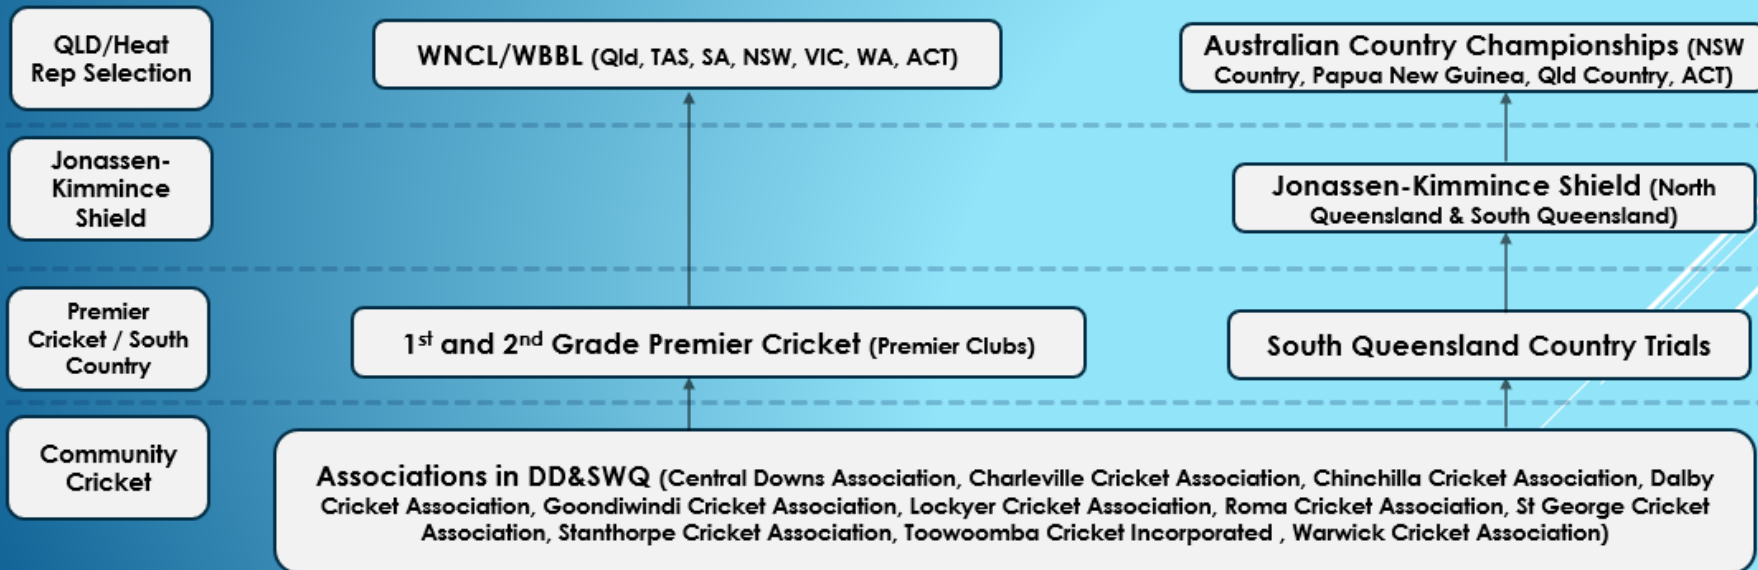 QLD/Heat
Rep Selection
WNCL/WBBL (Qld, TAS, SA, NSW, VIC, WA, ACT)
Australian Country Championships (NSW
Country, Papua New Guinea, Qld Country, ACT)
Jonassen-
Kimmince
Shield
Jonassen-Kimmince Shield (North
Queensland & South Queensland)
Premier
Cricket / South
Country
1st and 2nd Grade Premier Cricket (Premier Clubs)
South Queensland Country Trials
Community
Cricket
Associations in DD&SWQ (Central Downs Association, Charleville Cricket Association, Chinchilla Cricket Association, Dalby
Cricket Association, Goondiwindi Cricket Association, Lockyer Cricket Association, Roma Cricket Association, St George Cricket
Association, Stanthorpe Cricket Association, Toowoomba Cricket Incorporated , Warwick Cricket Association)